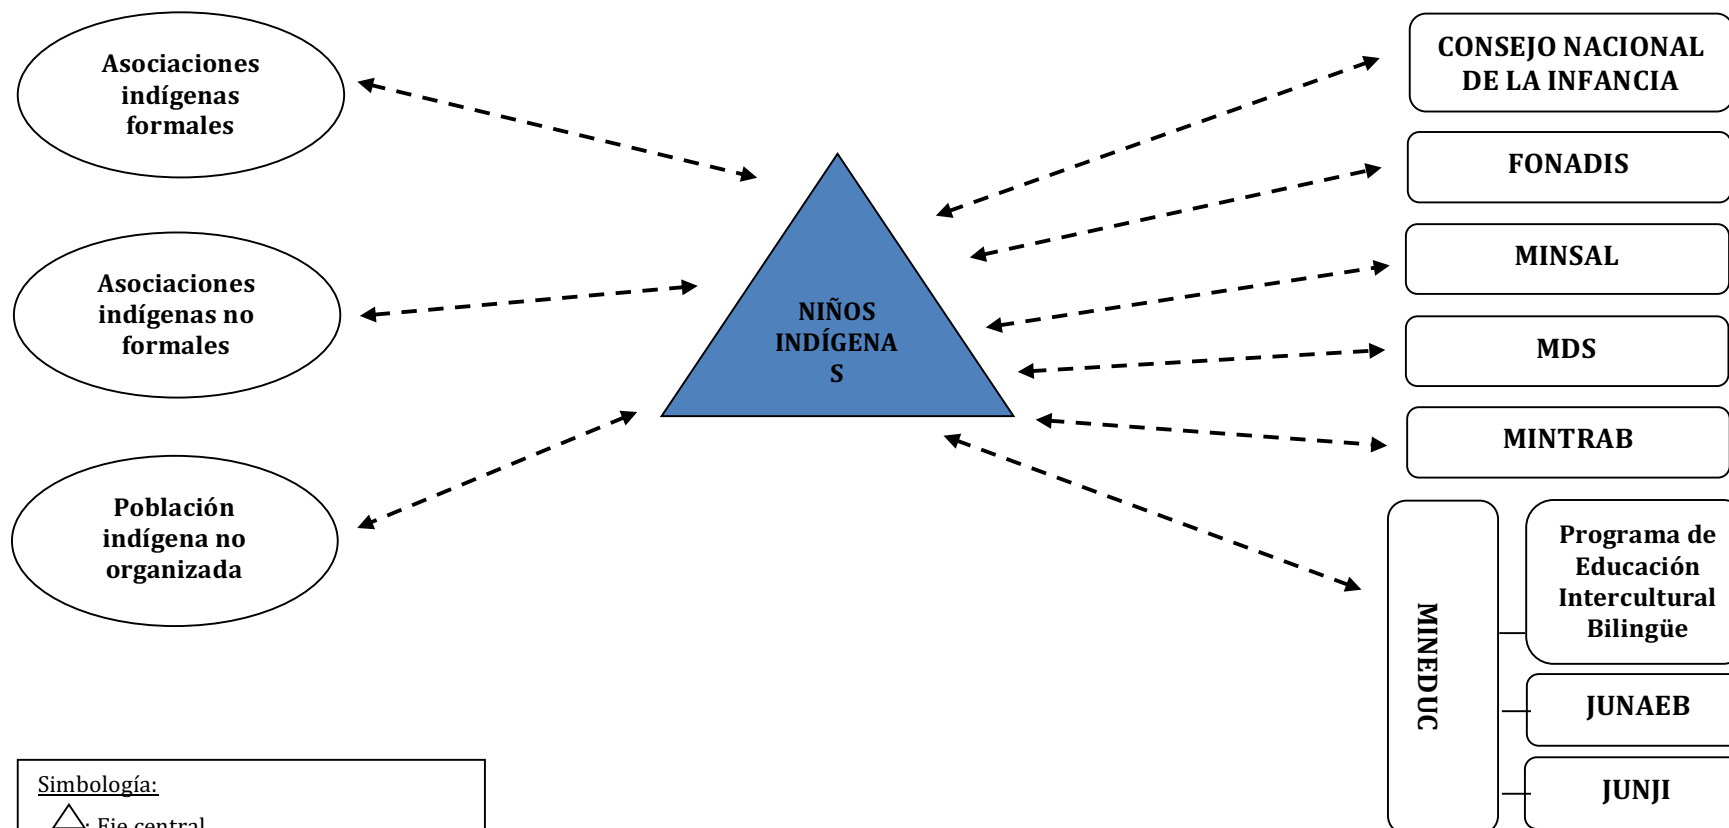 Asociaciones
indígenas
formales
Asociaciones
indígenas no
formales
Población
indígena no
organizada
NIÑOS
INDÍGENA
S
CONSEJO NACIONAL
DE LA INFANCIA
FONADIS
MINSAL
MDS
MINTRAB
MINEDUC
Programa de
Educación
Intercultural
Bilingüe
JUNAEB
JUNJI
Simbología:
: Eje central